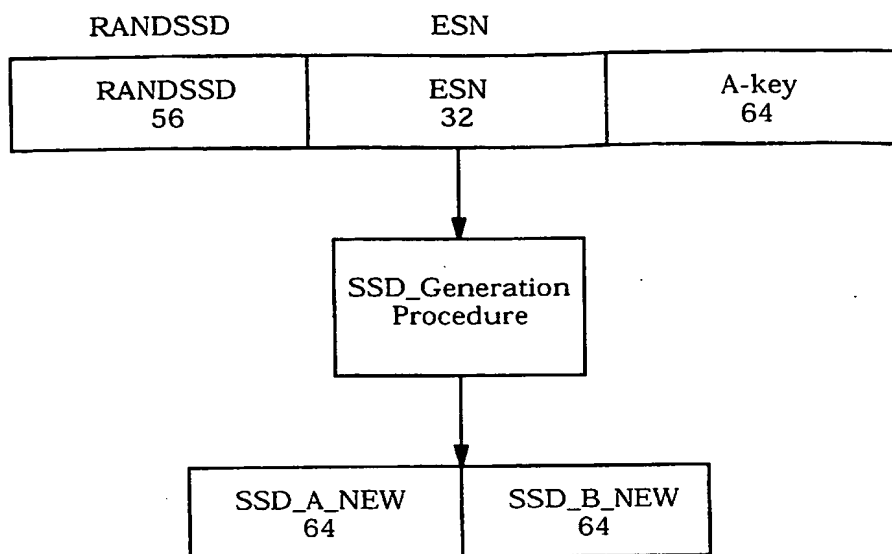 RANDSSD ESN
RANDSSD ESN A-key
56 32 64
SSD_Generation
Procedure
SSD_A_NEW SSD_B_NEW
64 64